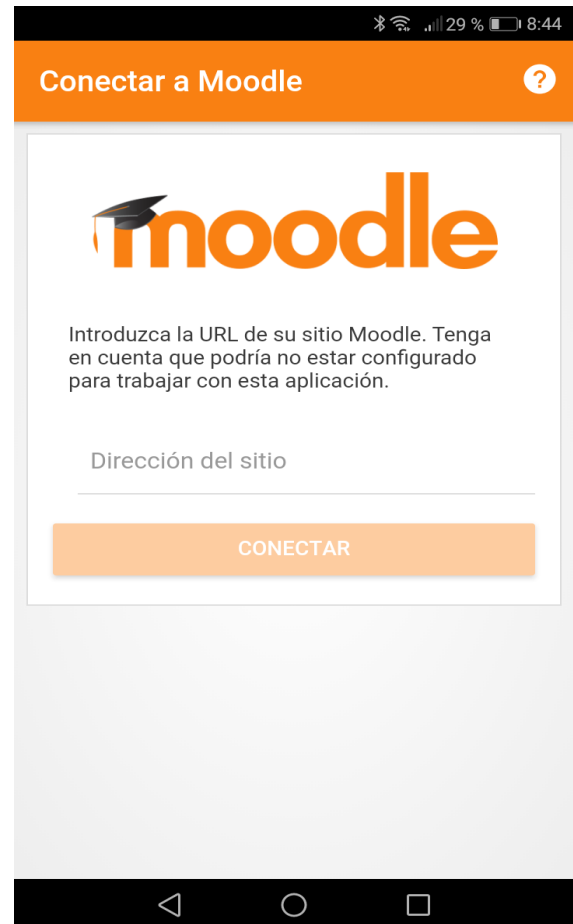 29 % 8:44
Conectar a Moodle
?
moodle
Introduzca la URL de su sitio Moodle. Tenga
en cuenta que podría no estar configurado
para trabajar con esta aplicación.
Dirección del sitio
CONECTAR